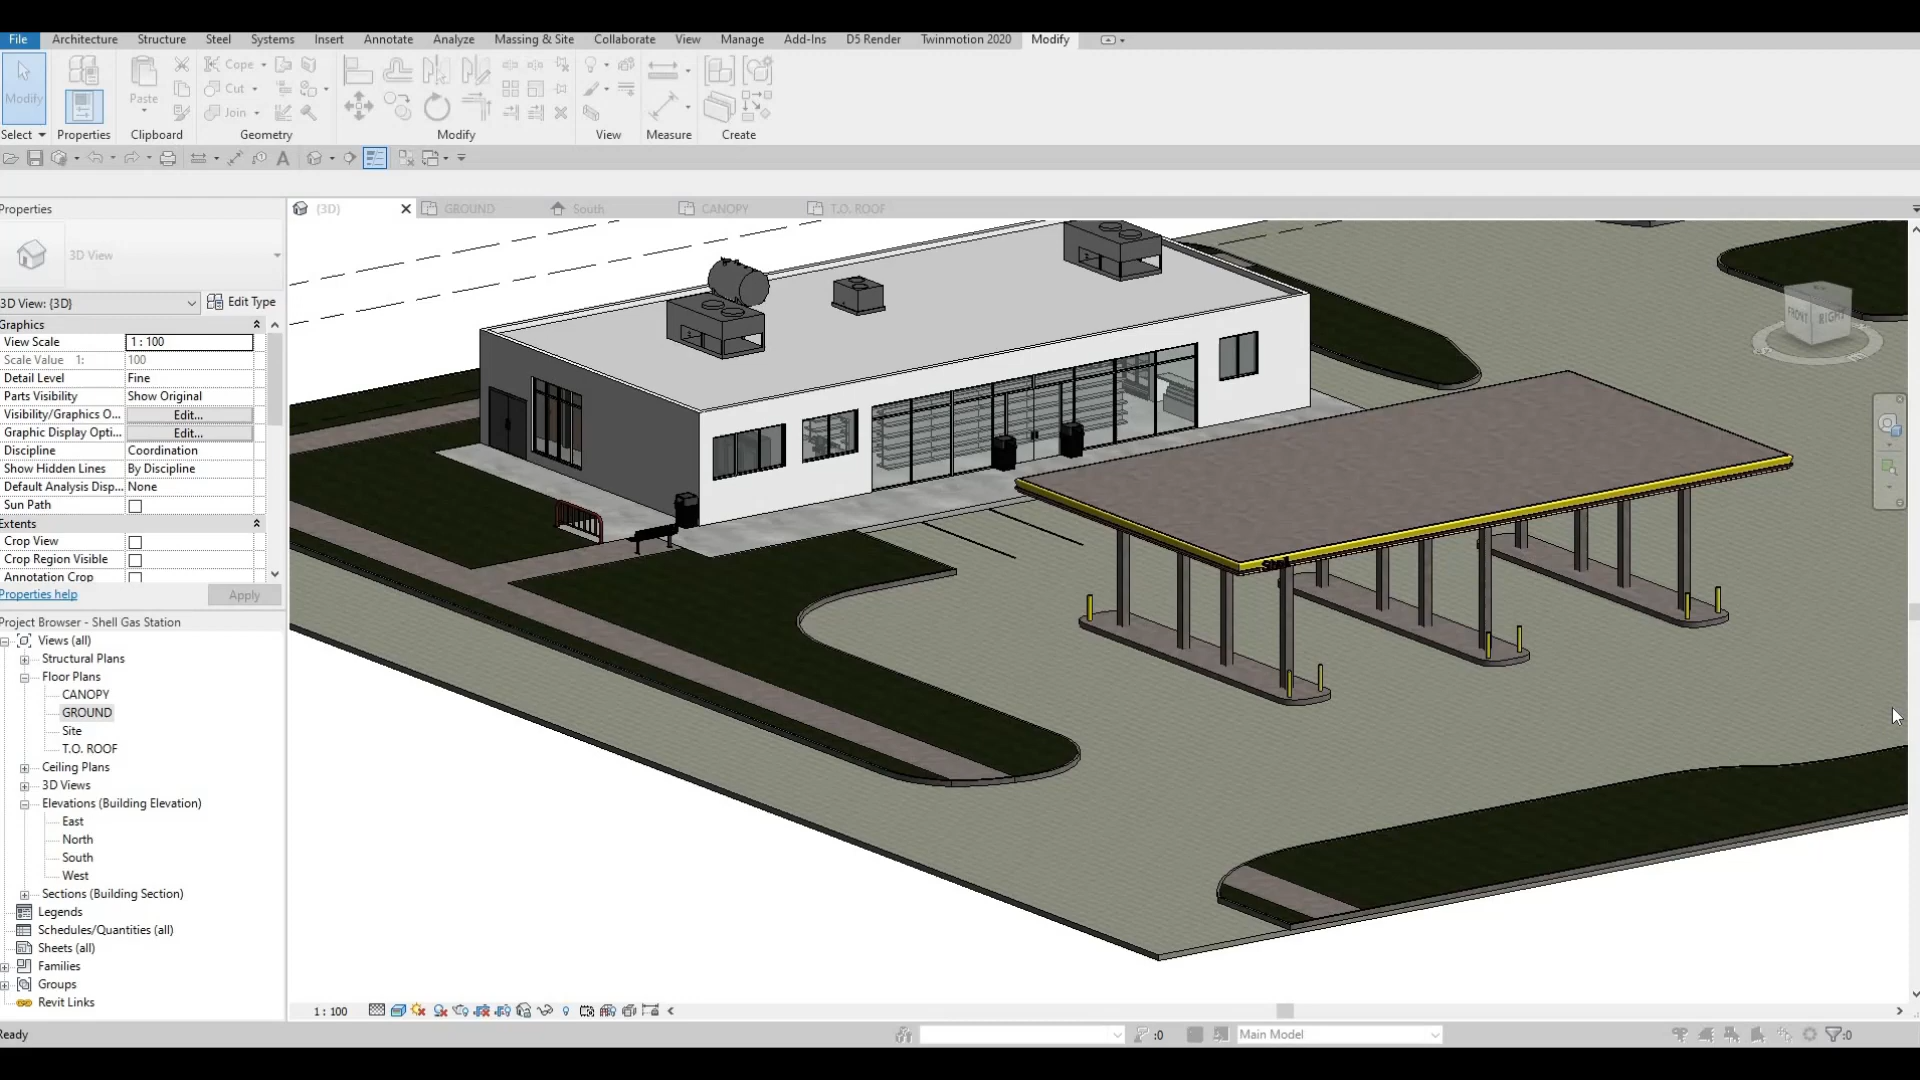 File Architecture Structure Steel Systems Insert Annotate Analyze Massing & Site Collaborate View Manage Add-Ins D5 Render Twinmotion 2020 Modify
Cope
Modify Paste Cut
Join
Select Properties Clipboard Geometry Modify View Measure Create
Properties
{3D} GROUND South CANOPY T.O. ROOF
3D View
3D View: {3D} Edit Type
Graphics
View Scale 1 : 100
Scale Value 1: 100
Detail Level Fine
Parts Visibility Show Original
Visibility/Graphics O... Edit...
Graphic Display Opti... Edit...
Discipline Coordination
Show Hidden Lines By Discipline
Default Analysis Disp... None
Sun Path
Extents
Crop View
Crop Region Visible
Annotation Crop
Properties help Apply
Project Browser - Shell Gas Station
Views (all)
Structural Plans
Floor Plans
CANOPY
GROUND
Site
T.O. ROOF
Ceiling Plans
3D Views
Elevations (Building Elevation)
East
North
South
West
Sections (Building Section)
Legends
Schedules/Quantities (all)
Sheets (all)
Families
Groups
Revit Links
FRONT RIGHT
Shell
1 : 100
Ready :0 Main Model :0